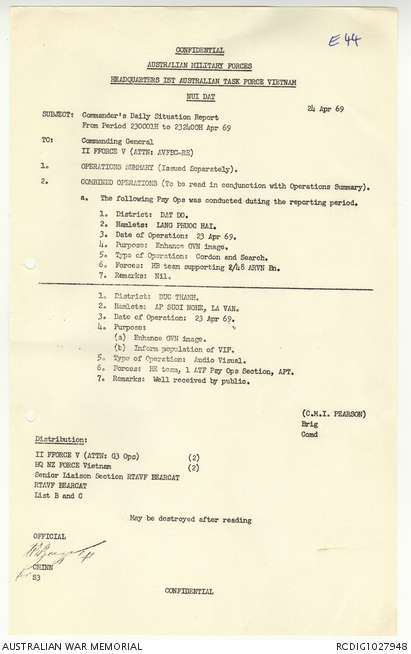 E44
CONFIDENTIAL
AUSTRALIAN MILITARY FORCES
HEADQUARTERS 1ST AUSTRALIAN TASK FORCE VIETNAM
NUI DAT
24 Apr 69
SUBJECT: Commander's Daily Situation Report
From Period 230001H to 232400H Apr 69
TO: Commanding General
II FFORCE V (ATTN: AVFBC-RE)
1. OPERATIONS SUMMARY (Issued Separately).
2. COMBINED OPERATIONS (To be read in conjunction with Operations Summary).
a. The following Psy Ops was conducted duting the reporting period.
1. District: DAT DO.
2. Hamlets: LANG PHUOC HAI.
3. Date of Operation: 23 Apr 69.
4. Purpose: Enhance GVN image.
5. Type of Operation: Cordon and Search.
6. Forces: HB team supporting 2/48 ARVN Bn.
7. Remarks: Nil.
1. District: DUC THANH.
2. Hamlets: AP SUOI NGHE, LA VAN.
3. Date of Operation: 23 Apr 69.
4. Purpose:
(a) Enhance GVN image.
(b) Inform population of VIF.
5. Type of Operation: Audio Visual.
6. Forces: HE team, 1 ATF Psy Ops Section, APT.
7. Remarks: Well received by public.
(C.M.I. PEARSON)
Brig
Comd
Distribution:
II FFORCE V (ATTN: G3 Ops) (2)
HQ NZ FORCE Vietnam (2)
Senior Liaison Section RTAVF BEARCAT
RTAVF BEARCAT
List B and C
May be destroyed after reading
OFFICIAL
CHINN
S3
CONFIDENTIAL
AUSTRALIAN WAR MEMORIAL
RCDIG1027948